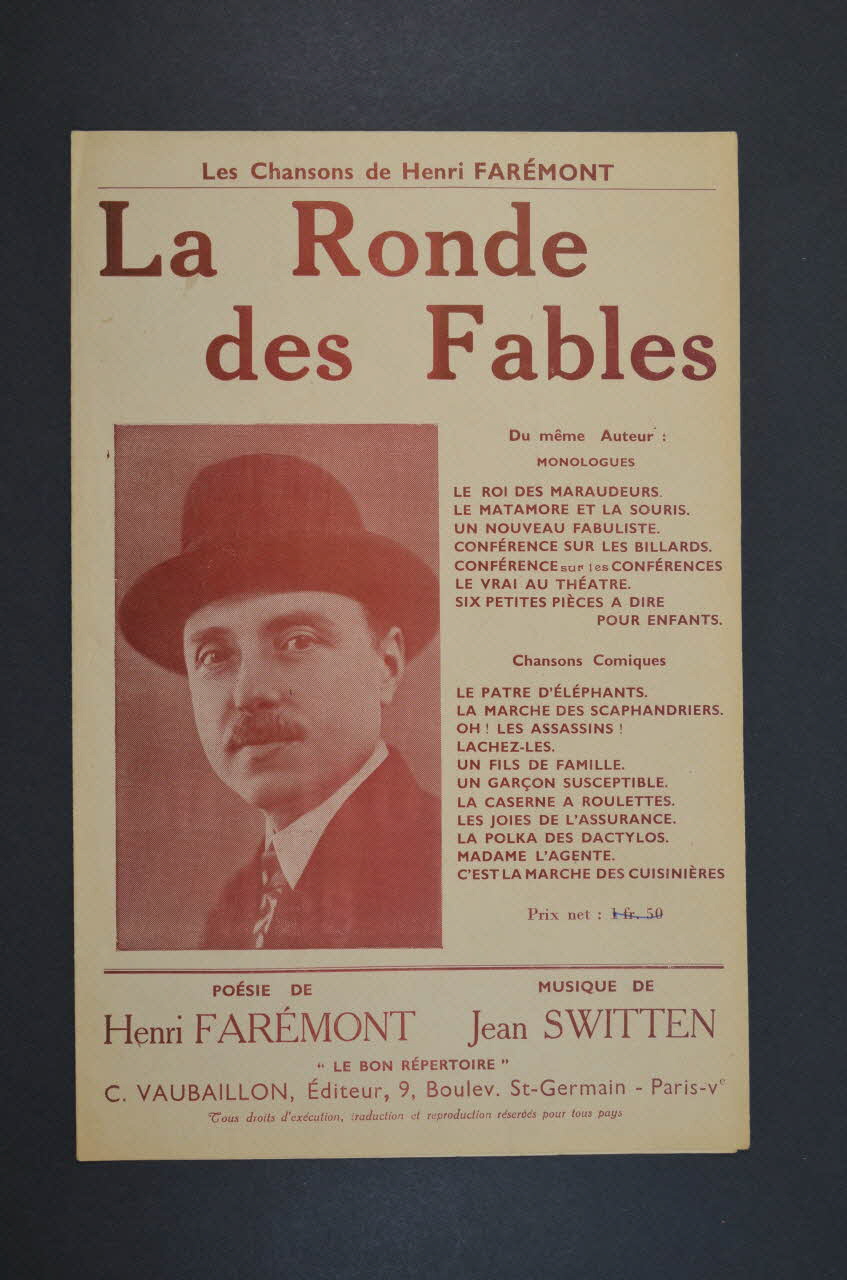 Les Chansons de Henri FARÉMONT
La Ronde
des Fables
Du même Auteur :
MONOLOGUES
LE ROI DES MARAUDEURS.
LE MATAMORE ET LA SOURIS.
UN NOUVEAU FABULISTE.
CONFÉRENCE SUR LES BILLARDS.
CONFÉRENCE sur les CONFÉRENCES
LE VRAI AU THÉATRE.
SIX PETITES PIÈCES A DIRE
POUR ENFANTS.
Chansons Comiques
LE PATRE D'ÉLÉPHANTS.
LA MARCHE DES SCAPHANDRIERS.
OH ! LES ASSASSINS !
LACHEZ-LES.
UN FILS DE FAMILLE.
UN GARÇON SUSCEPTIBLE.
LA CASERNE A ROULETTES.
LES JOIES DE L'ASSURANCE.
LA POLKA DES DACTYLOS.
MADAME L'AGENTE.
C'EST LA MARCHE DES CUISINIÈRES
Prix net : 1 fr. 50
POÉSIE DE
Henri FARÉMONT
MUSIQUE DE
Jean SWITTEN
“ LE BON RÉPERTOIRE ”
C. VAUBAILLON, Éditeur, 9, Boulev. St-Germain - Paris-Ve
Tous droits d'exécution, traduction et reproduction réservés pour tous pays